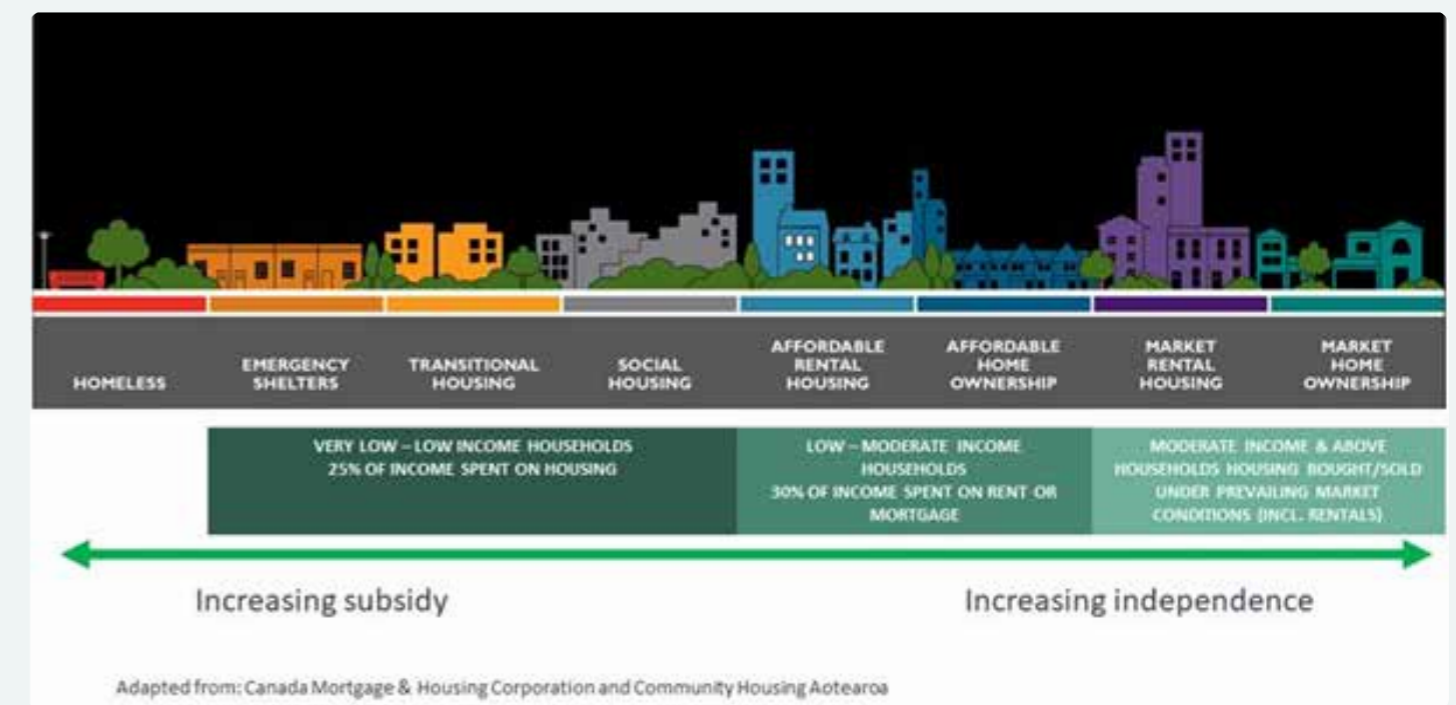 HOMELESS
EMERGENCY
SHELTERS
TRANSITIONAL
HOUSING
SOCIAL
HOUSING
AFFORDABLE
RENTAL
HOUSING
AFFORDABLE
HOME
OWNERSHIP
MARKET
RENTAL
HOUSING
MARKET
HOME
OWNERSHIP
VERY LOW – LOW INCOME HOUSEHOLDS
25% OF INCOME SPENT ON HOUSING
LOW – MODERATE INCOME
HOUSEHOLDS
30% OF INCOME SPENT ON RENT OR
MORTGAGE
MODERATE INCOME & ABOVE
HOUSEHOLDS HOUSING BOUGHT/SOLD
UNDER PREVAILING MARKET
CONDITIONS (INCL. RENTALS)
Increasing subsidy
Increasing independence
Adapted from: Canada Mortgage & Housing Corporation and Community Housing Aotearoa